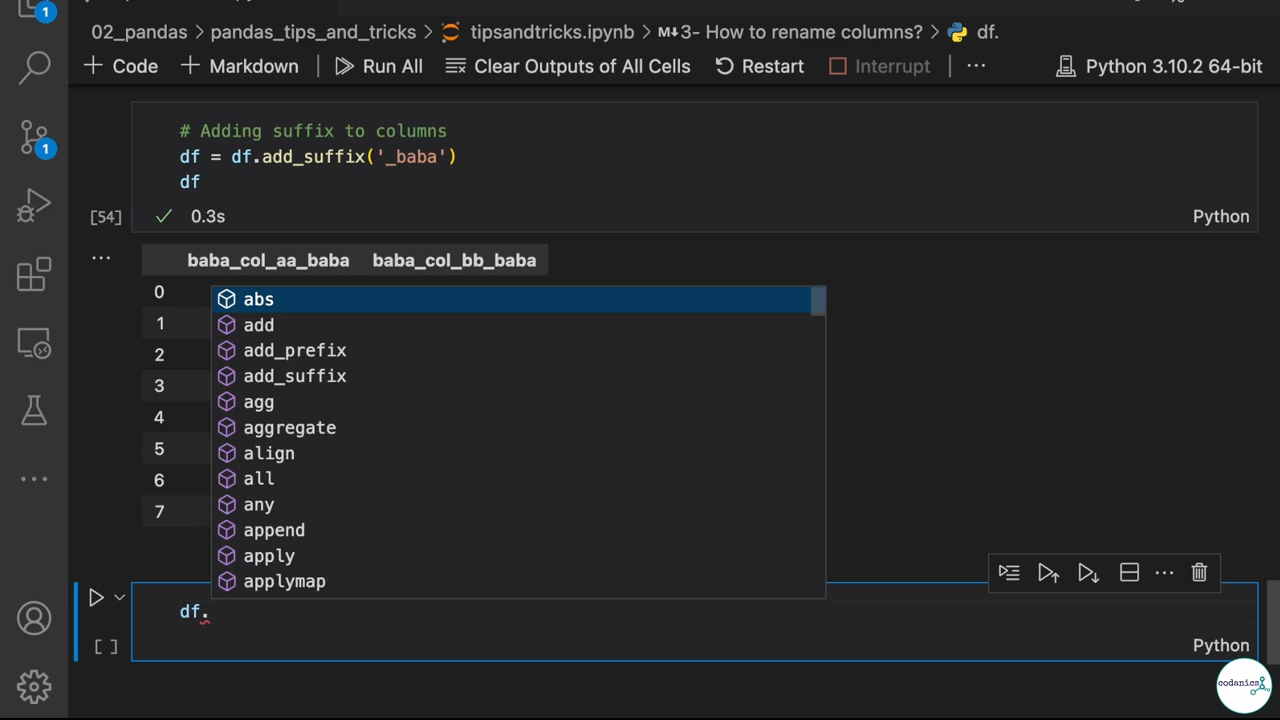 1
02_pandas > pandas_tips_and_tricks > tipsandtricks.ipynb > M↓3- How to rename columns? > df.
+ Code + Markdown | Run All Clear Outputs of All Cells Restart Interrupt | ... Python 3.10.2 64-bit
# Adding suffix to columns
1
df = df.add_suffix('_baba')
df
[54] ✓ 0.3s Python
... baba_col_aa_baba baba_col_bb_baba
0
abs
1
add
2
add_prefix
add_suffix
3
agg
4
aggregate
5
align
6
all
7
any
append
apply
applymap
df.
[ ] Python
codanics